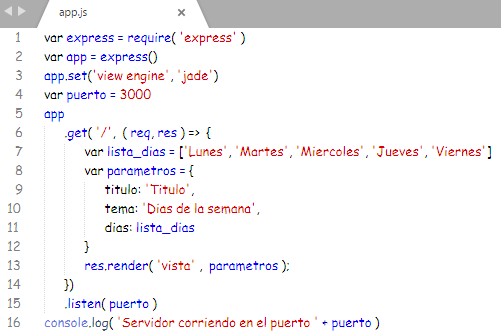 app.js
1 var express = require( 'express' )
2 var app = express()
3 app.set('view engine', 'jade')
4 var puerto = 3000
5 app
6 .get( '/', ( req, res ) => {
7 var lista_dias = ['Lunes', 'Martes', 'Miercoles', 'Jueves', 'Viernes']
8 var parametros = {
9 titulo: 'Titulo',
10 tema: 'Dias de la semana',
11 dias: lista_dias
12 }
13 res.render( 'vista' , parametros );
14 })
15 .listen( puerto )
16 console.log( 'Servidor corriendo en el puerto ' + puerto )